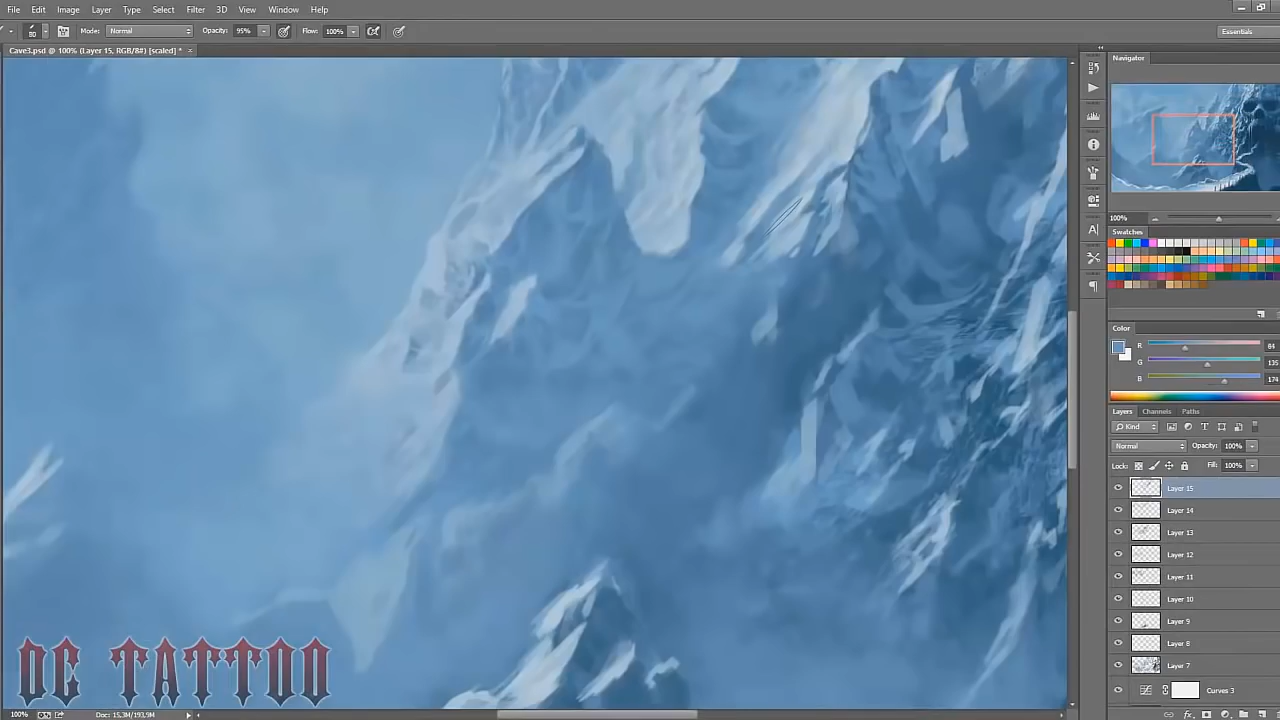 File Edit Image Layer Type Select Filter 3D View Window Help
80 Mode: Normal Opacity: 95% Flow: 100% Essentials
Cave3.psd @ 100% (Layer 15, RGB/8#) [scaled] * ×
Navigator
100%
Swatches
Color
R 84
G 135
B 174
Layers Channels Paths
Kind
Normal Opacity: 100%
Lock: Fill: 100%
Layer 15
Layer 14
Layer 13
Layer 12
Layer 11
Layer 10
Layer 9
Layer 8
Layer 7
Curves 3
DC TATTOO
100% Doc: 15,3M/193,9M